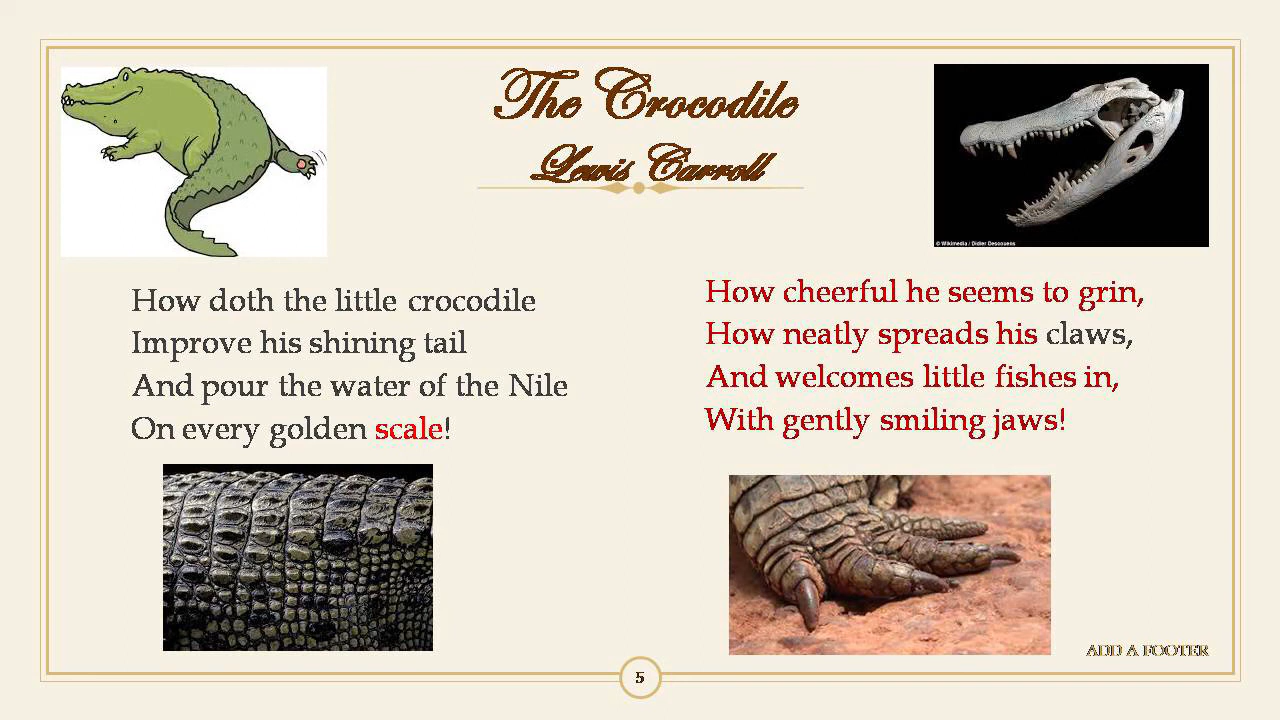 The Crocodile
Lewis Carroll
© Wikimedia / Didier Descouens
How doth the little crocodile
Improve his shining tail
And pour the water of the Nile
On every golden scale!
How cheerful he seems to grin,
How neatly spreads his claws,
And welcomes little fishes in,
With gently smiling jaws!
ADD A FOOTER
5